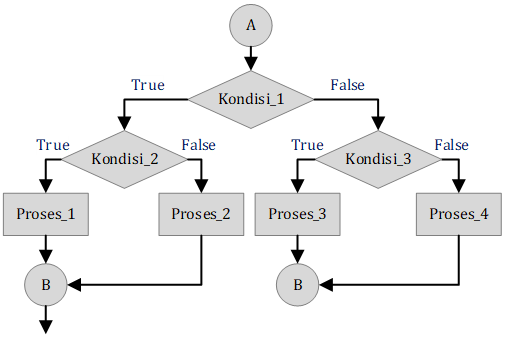 A
True
False
Kondisi_1
True
False
True
False
Kondisi_2
Kondisi_3
Proses_1
Proses_2
Proses_3
Proses_4
B
B